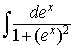 ∫ de^x / (1 + (e^x)^2)